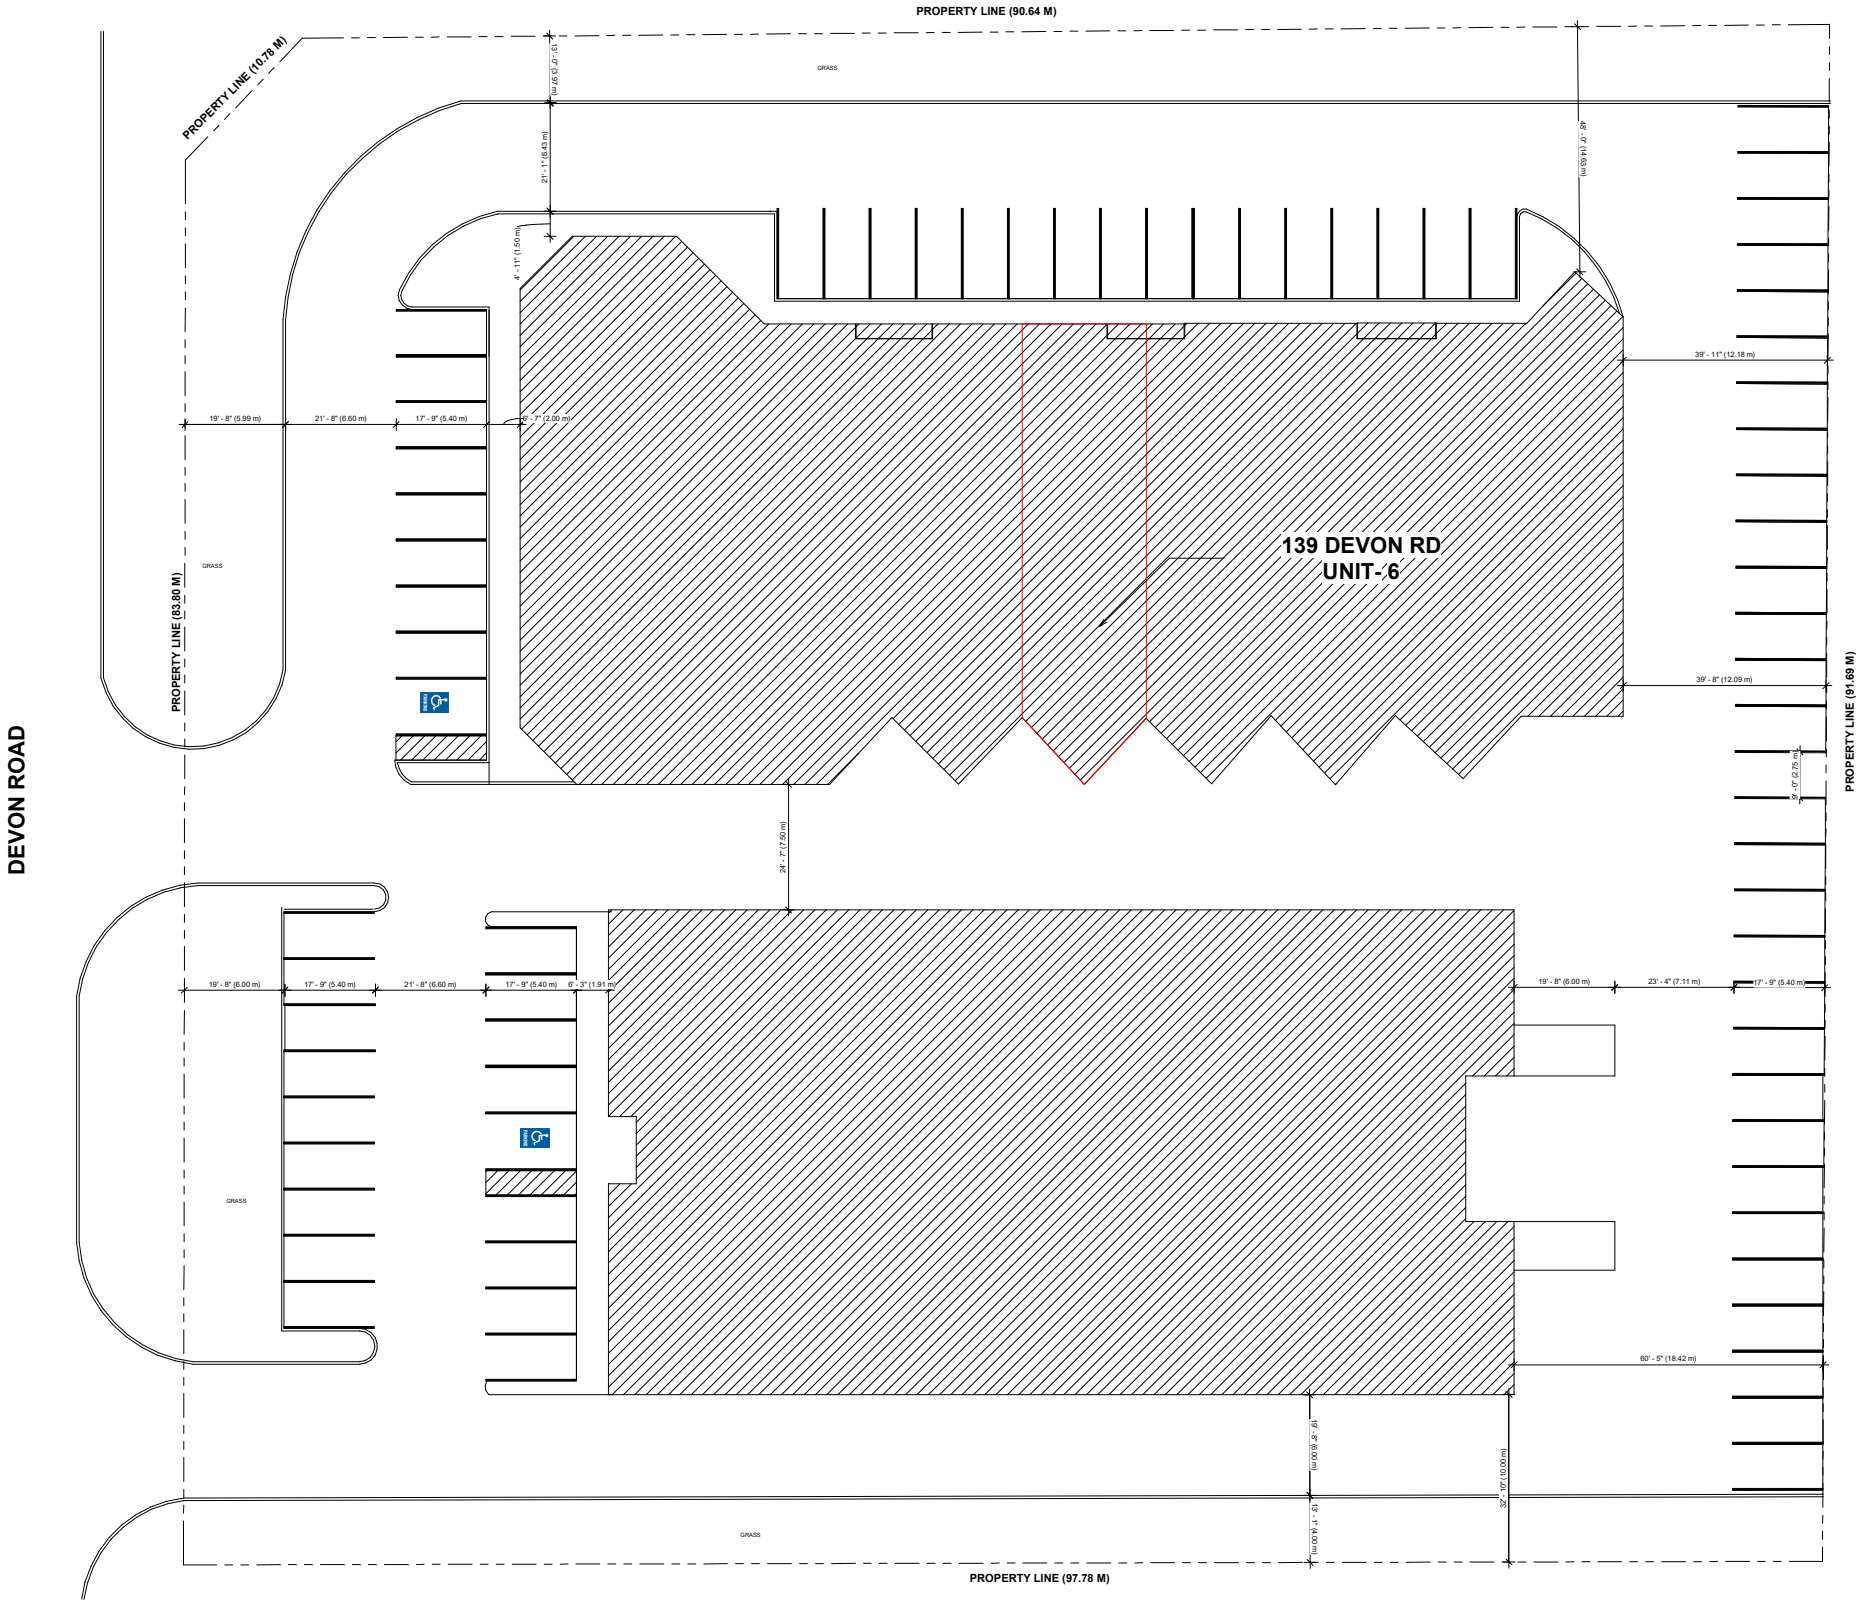 PROPERTY LINE (90.64 M)
PROPERTY LINE (10.78 M)
13' - 0" (3.97 m)
GRASS
21' - 1" (6.43 m)
48' - 0" (14.63 m)
4' - 11" (1.50 m)
39' - 11" (12.18 m)
19' - 8" (5.99 m)
21' - 8" (6.60 m)
17' - 9" (5.40 m)
6' - 7" (2.00 m)
139 DEVON RD
UNIT- 6
GRASS
PROPERTY LINE (83.80 M)
39' - 8" (12.09 m)
PROPERTY LINE (91.69 M)
PARKING
9' - 0" (2.75 m)
DEVON ROAD
24' - 7" (7.50 m)
19' - 8" (6.00 m)
17' - 9" (5.40 m)
21' - 8" (6.60 m)
17' - 9" (5.40 m)
6' - 3" (1.91 m)
19' - 8" (6.00 m)
23' - 4" (7.11 m)
17' - 9" (5.40 m)
PARKING
GRASS
60' - 5" (18.42 m)
19' - 8" (6.00 m)
32' - 10" (10.00 m)
13' - 1" (4.00 m)
GRASS
PROPERTY LINE (97.78 M)